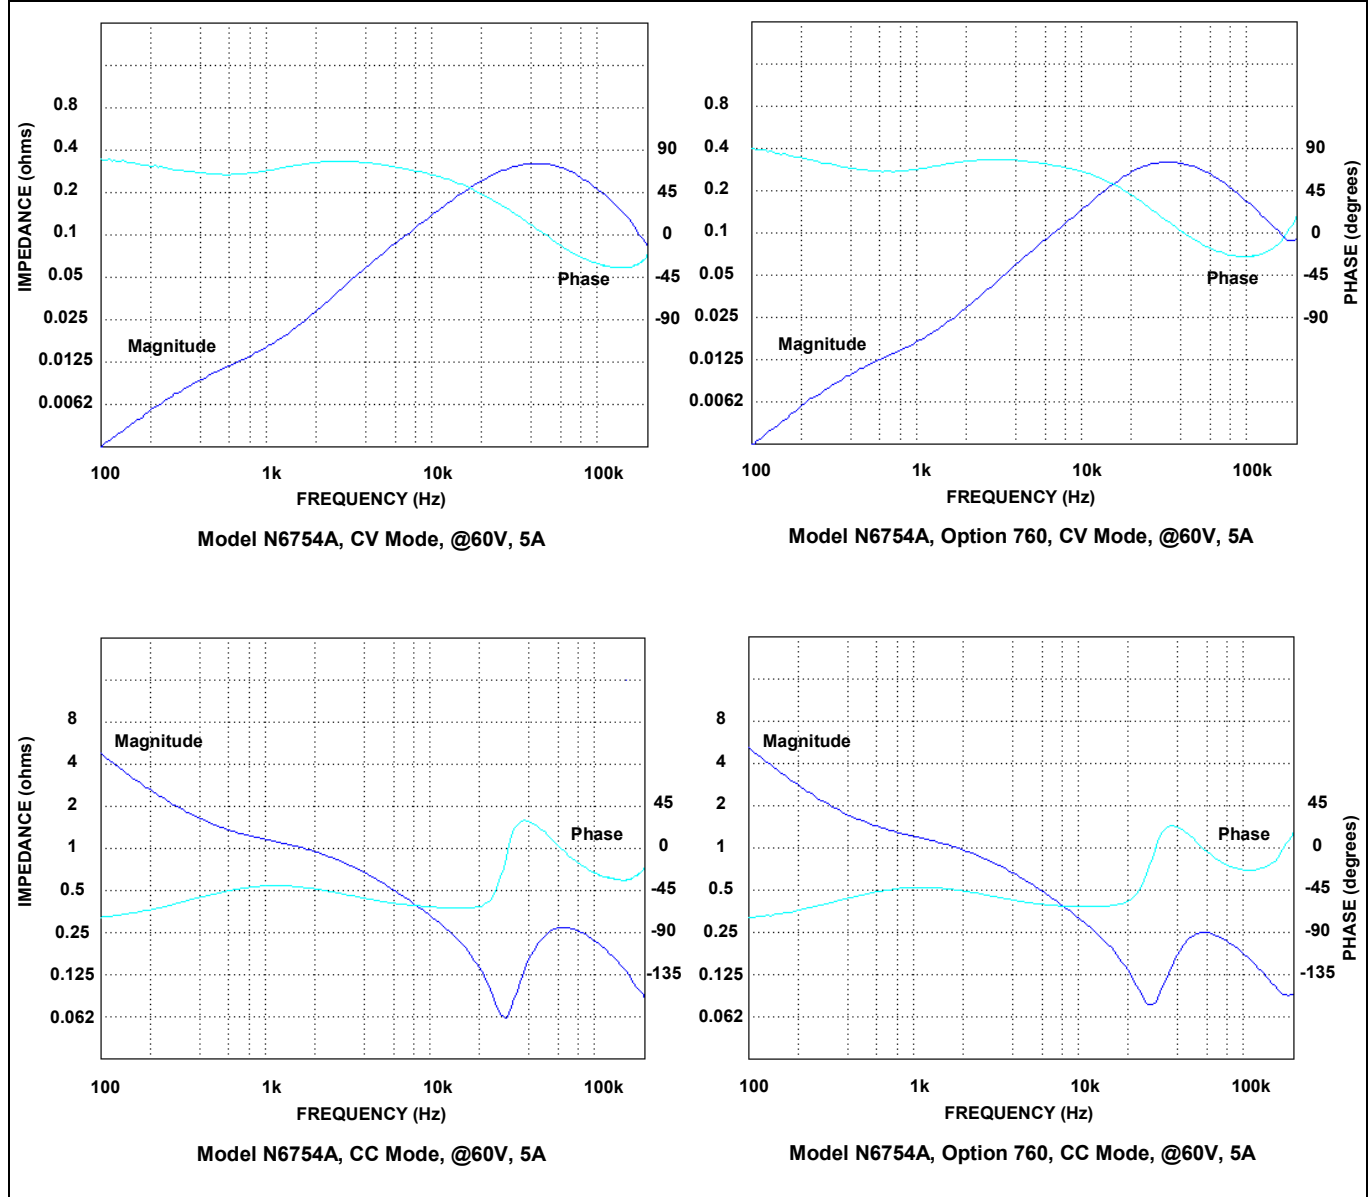 IMPEDANCE (ohms)
0.8
0.4
0.2
0.1
0.05
0.025
0.0125
0.0062
90
45
0
-45
-90
Magnitude
Phase
100 1k 10k 100k
FREQUENCY (Hz)
Model N6754A, CV Mode, @60V, 5A
0.8
0.4
0.2
0.1
0.05
0.025
0.0125
0.0062
90
45
0
-45
-90
PHASE (degrees)
Magnitude
Phase
100 1k 10k 100k
FREQUENCY (Hz)
Model N6754A, Option 760, CV Mode, @60V, 5A
IMPEDANCE (ohms)
8
4
2
1
0.5
0.25
0.125
0.062
45
0
-45
-90
-135
Magnitude
Phase
100 1k 10k 100k
FREQUENCY (Hz)
Model N6754A, CC Mode, @60V, 5A
8
4
2
1
0.5
0.25
0.125
0.062
45
0
-45
-90
-135
PHASE (degrees)
Magnitude
Phase
100 1k 10k 100k
FREQUENCY (Hz)
Model N6754A, Option 760, CC Mode, @60V, 5A